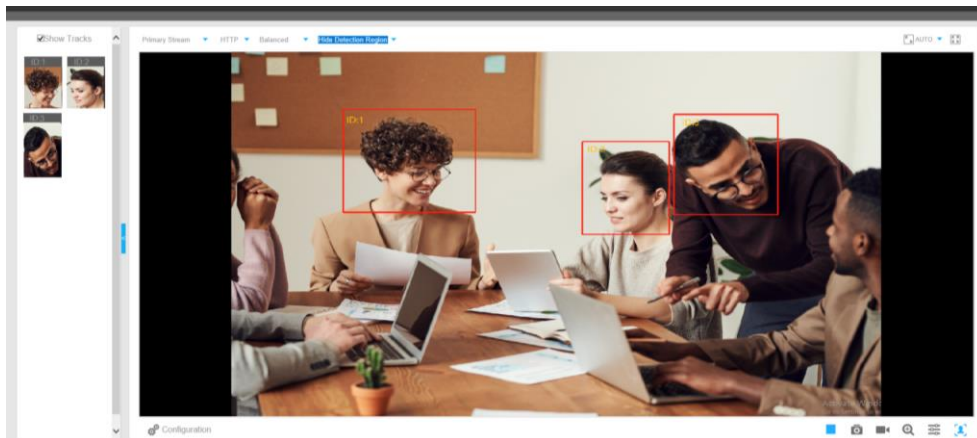 Show Tracks
ID:1 ID:2
ID:3
Primary Stream HTTP Balanced Hide Detection Region
AUTO
ID:1
Configuration